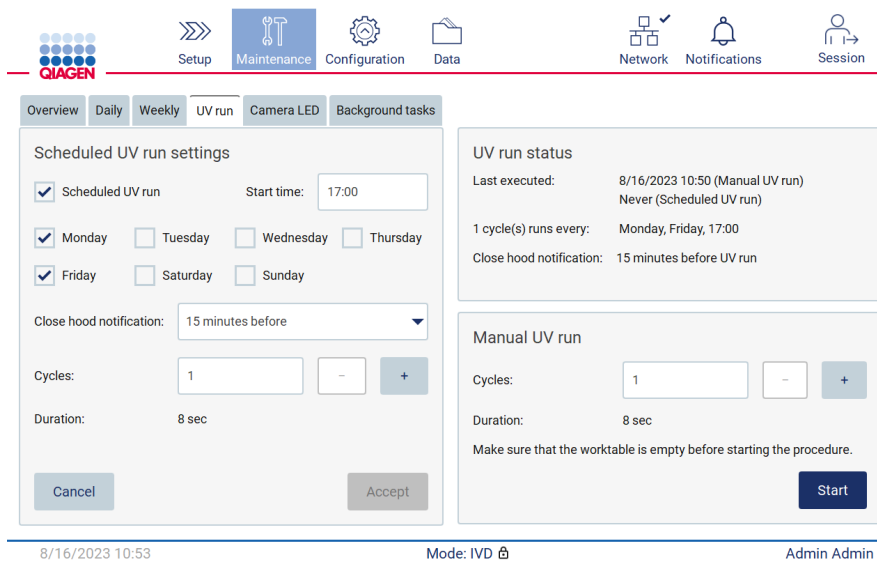 QIAGEN
Setup
Maintenance
Configuration
Data
Network
Notifications
Session
Overview
Daily
Weekly
UV run
Camera LED
Background tasks
Scheduled UV run settings
Scheduled UV run Start time: 17:00
Monday Tuesday Wednesday Thursday
Friday Saturday Sunday
Close hood notification: 15 minutes before
Cycles: 1 − +
Duration: 8 sec
Cancel Accept
UV run status
Last executed: 8/16/2023 10:50 (Manual UV run)
Never (Scheduled UV run)
1 cycle(s) runs every: Monday, Friday, 17:00
Close hood notification: 15 minutes before UV run
Manual UV run
Cycles: 1 − +
Duration: 8 sec
Make sure that the worktable is empty before starting the procedure.
Start
8/16/2023 10:53 Mode: IVD Admin Admin